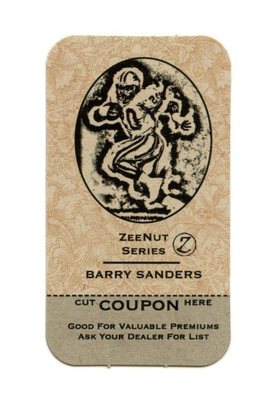 ZEENUT
SERIES Z
BARRY SANDERS
CUT COUPON HERE
GOOD FOR VALUABLE PREMIUMS
ASK YOUR DEALER FOR LIST